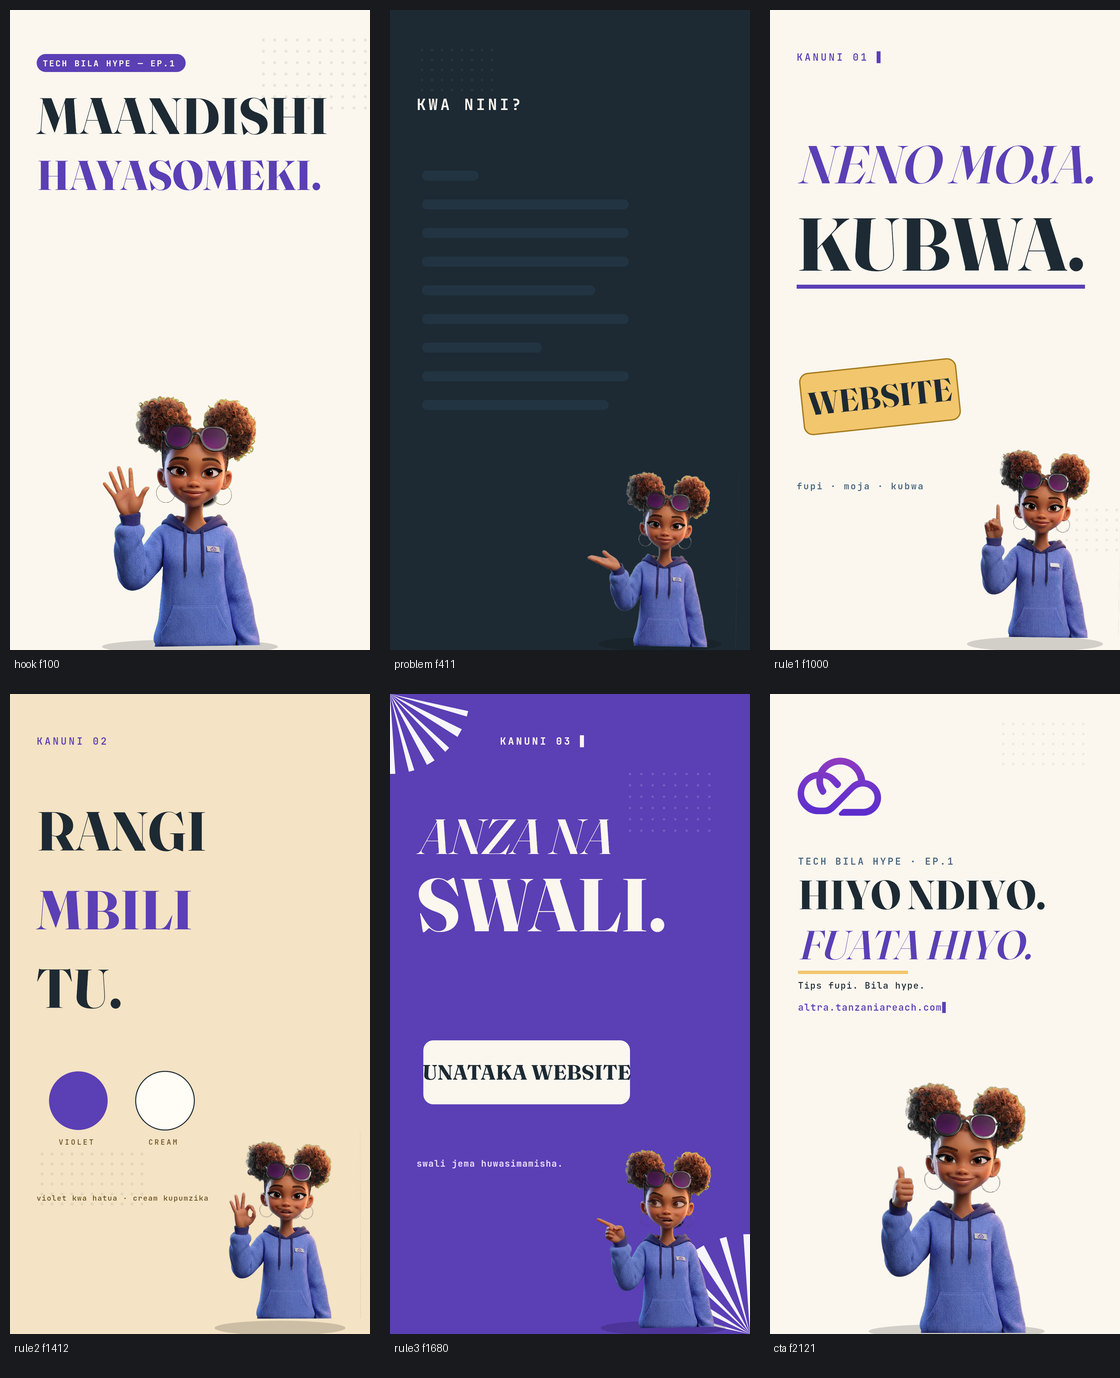 TECH BILA HYPE — EP.1
MAANDISHI
HAYASOMEKI.
hook f100
KWA NINI?
problem f411
KANUNI 01
NENO MOJA.
KUBWA.
WEBSITE
fupi · moja · kubwa
rule1 f1000
KANUNI 02
RANGI
MBILI
TU.
VIOLET CREAM
violet kwa hatua · cream kupumzika
rule2 f1412
KANUNI 03
ANZA NA
SWALI.
UNATAKA WEBSITE
swali jema huwasimamisha.
rule3 f1680
TECH BILA HYPE · EP.1
HIYO NDIYO.
FUATA HIYO.
Tips fupi. Bila hype.
altra.tanzaniareach.com
cta f2121